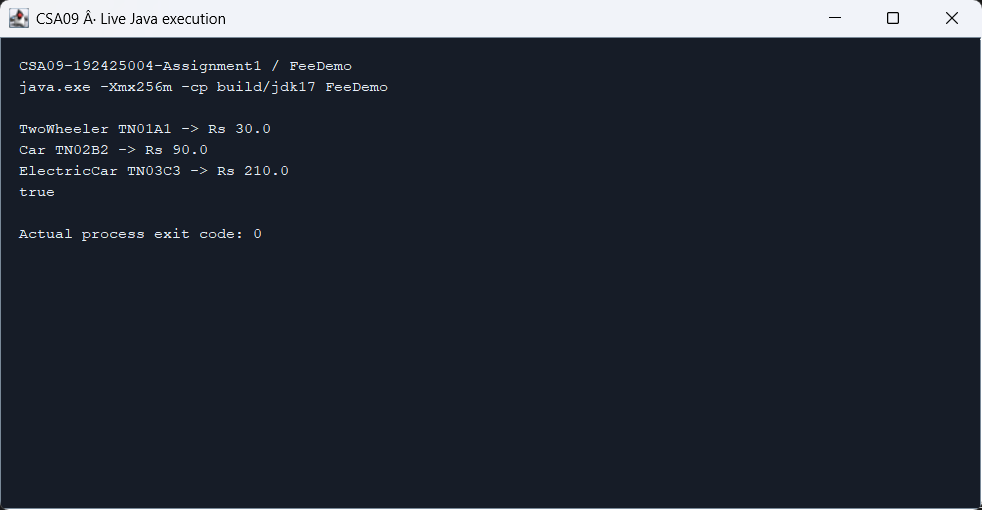 CSA09 Â· Live Java execution
CSA09-192425004-Assignment1 / FeeDemo
java.exe -Xmx256m -cp build/jdk17 FeeDemo
TwoWheeler TN01A1 -> Rs 30.0
Car TN02B2 -> Rs 90.0
ElectricCar TN03C3 -> Rs 210.0
true
Actual process exit code: 0